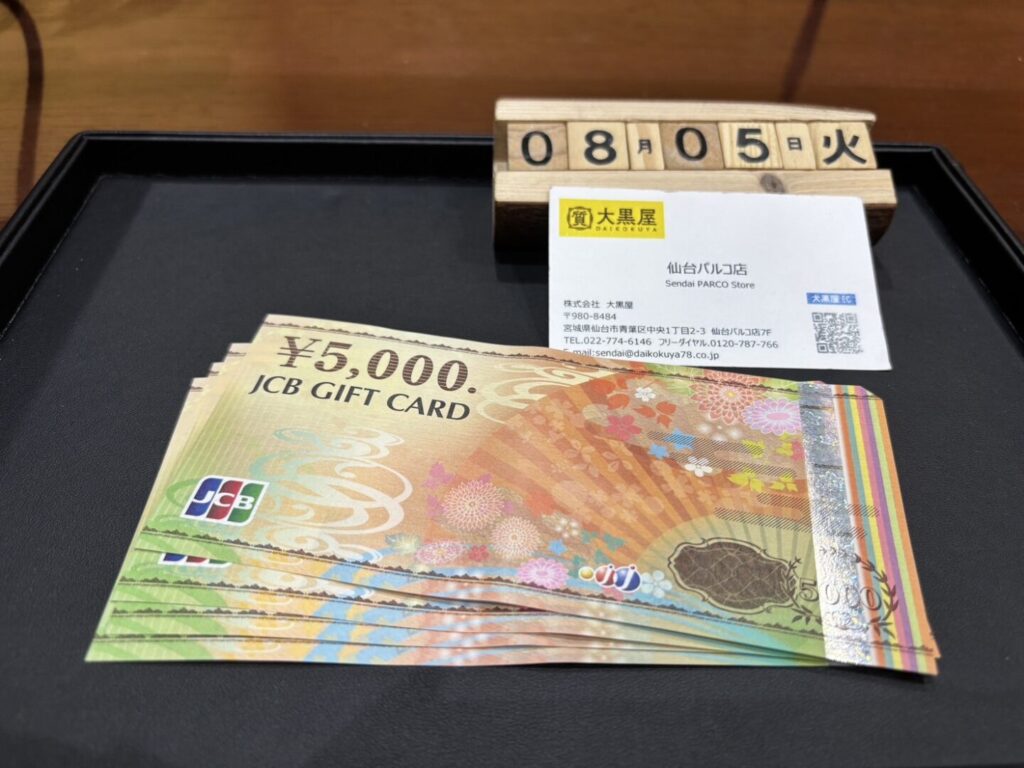 08月05日火
質 大黒屋
DAIKOKUYA
仙台パルコ店
Sendai PARCO Store
大黒屋 EC
株式会社 大黒屋
〒980-8484
宮城県仙台市青葉区中央1丁目2-3 仙台パルコ店7F
TEL.022-774-6146 フリーダイヤル.0120-787-766
E-mail:sendai@daikokuya78.co.jp
¥5,000.
JCB GIFT CARD
JCB
5000